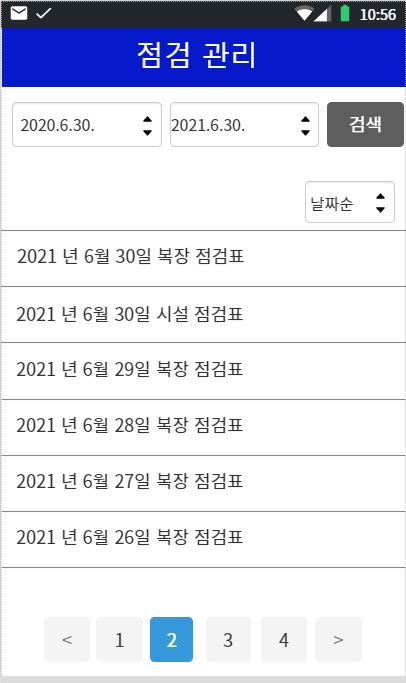 10:56
점검 관리
2020.6.30. 2021.6.30. 검색
날짜순
2021 년 6월 30일 복장 점검표
2021 년 6월 30일 시설 점검표
2021 년 6월 29일 복장 점검표
2021 년 6월 28일 복장 점검표
2021 년 6월 27일 복장 점검표
2021 년 6월 26일 복장 점검표
< 1 2 3 4 >